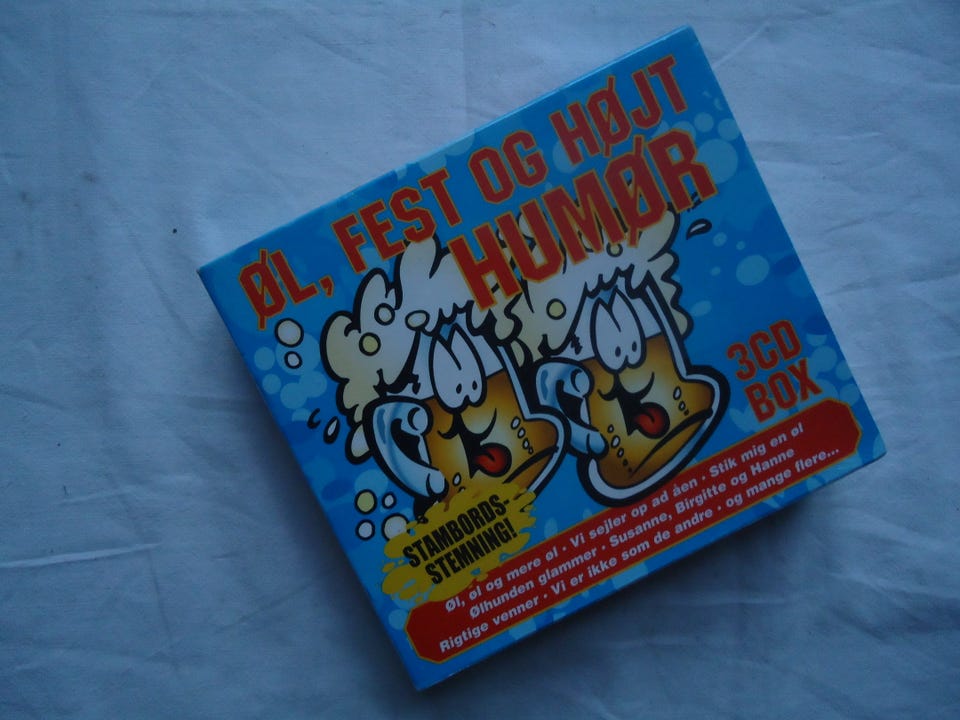 ØL, FEST OG HØJT
HUMØR
3CD
BOX
STAMBORDS-
STEMNING!
Øl, øl og mere øl · Vi sejler op ad åen · Stik mig en øl
Ølhunden glammer · Susanne, Birgitte og Hanne
Rigtige venner · Vi er ikke som de andre · og mange flere...